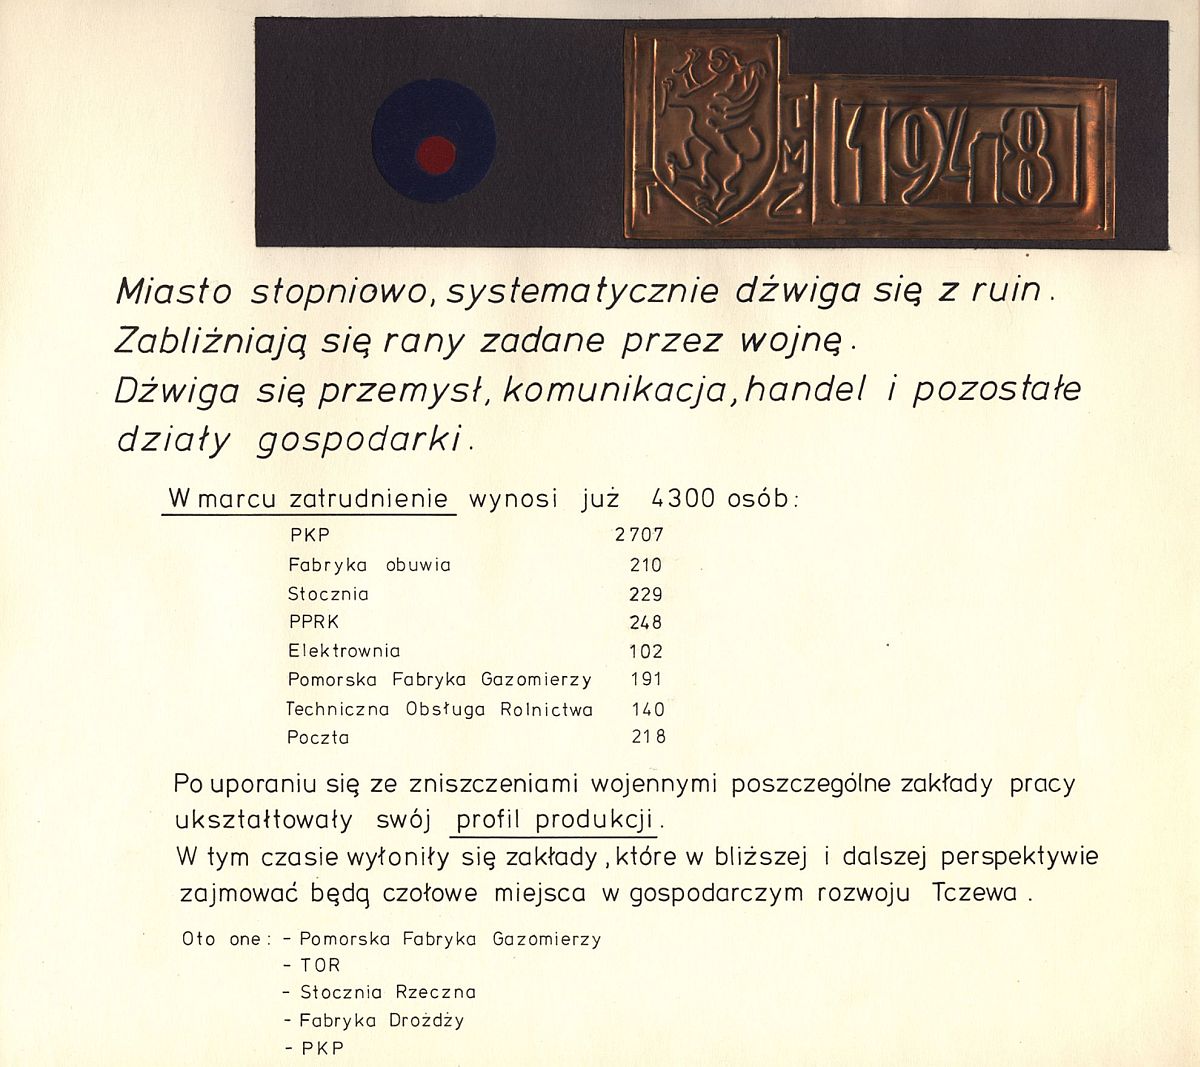 T TMZ 1948
Miasto stopniowo, systematycznie dźwiga się z ruin.
Zabliźniają się rany zadane przez wojnę.
Dźwiga się przemysł, komunikacja, handel i pozostałe
działy gospodarki.
W marcu zatrudnienie wynosi już 4300 osób:
PKP 2707
Fabryka obuwia 210
Stocznia 229
PPRK 248
Elektrownia 102
Pomorska Fabryka Gazomierzy 191
Techniczna Obsługa Rolnictwa 140
Poczta 218
Po uporaniu się ze zniszczeniami wojennymi poszczególne zakłady pracy
ukształtowały swój profil produkcji.
W tym czasie wyłoniły się zakłady, które w bliższej i dalszej perspektywie
zajmować będą czołowe miejsca w gospodarczym rozwoju Tczewa.
Oto one: - Pomorska Fabryka Gazomierzy
- TOR
- Stocznia Rzeczna
- Fabryka Drożdży
- PKP